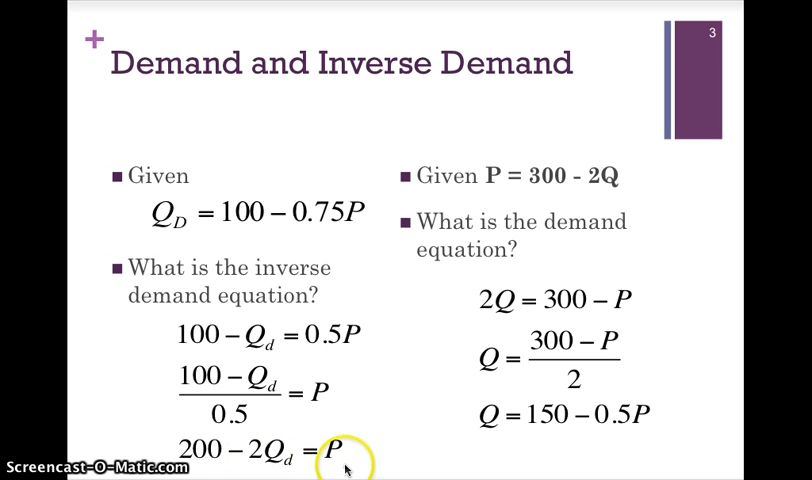 3
+
Demand and Inverse Demand
■ Given
Q_D = 100 − 0.75P
■ What is the inverse
demand equation?
100 − Q_d = 0.5P
(100 − Q_d) / 0.5 = P
200 − 2Q_d = P
■ Given P = 300 - 2Q
■ What is the demand
equation?
2Q = 300 − P
Q = (300 − P) / 2
Q = 150 − 0.5P
Screencast-O-Matic.com